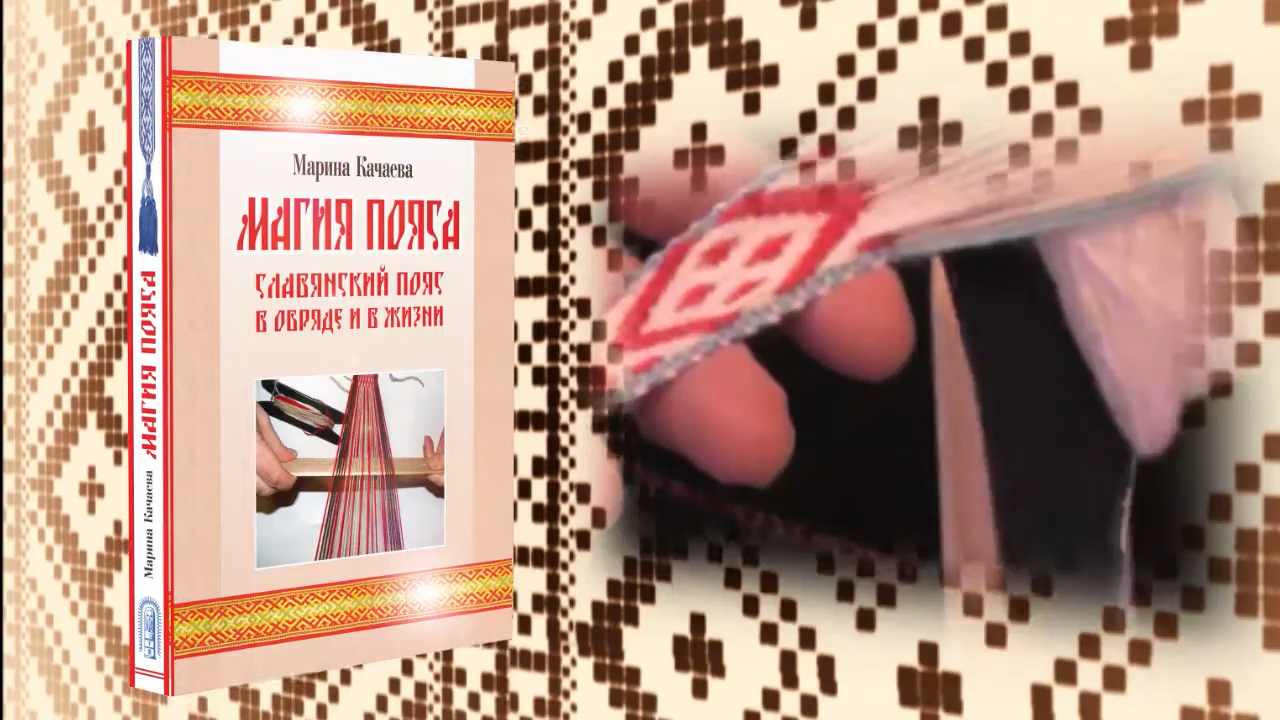 Марина Качаева
МАГИЯ ПОЯСА
СЛАВЯНСКИЙ ПОЯС
В ОБРЯДЕ И В ЖИЗНИ
Марина Качаева МАГИЯ ПОЯСА